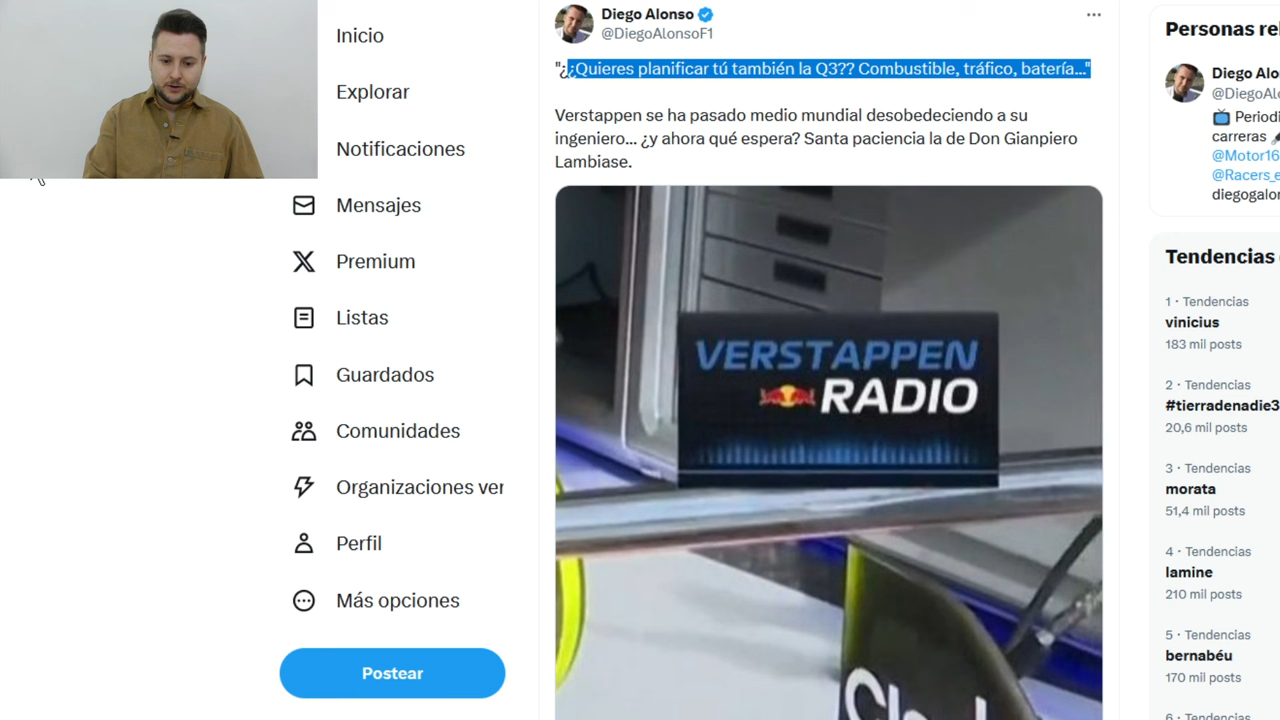 Inicio
Explorar
Notificaciones
Mensajes
Premium
Listas
Guardados
Comunidades
Organizaciones ver
Perfil
Más opciones
Postear
Diego Alonso
@DiegoAlonsoF1
"¿¿Quieres planificar tú también la Q3?? Combustible, tráfico, batería..."
Verstappen se ha pasado medio mundial desobedeciendo a su
ingeniero... ¿y ahora qué espera? Santa paciencia la de Don Gianpiero
Lambiase.
VERSTAPPEN
RADIO
Personas rel
Diego Alo
@DiegoAlo
Period
carreras
@Motor16
@Racers_e
diegogalor
Tendencias
1 · Tendencias
vinicius
183 mil posts
2 · Tendencias
#tierradenadie3
20,6 mil posts
3 · Tendencias
morata
51,4 mil posts
4 · Tendencias
lamine
210 mil posts
5 · Tendencias
bernabéu
170 mil posts
6 · Tendencias